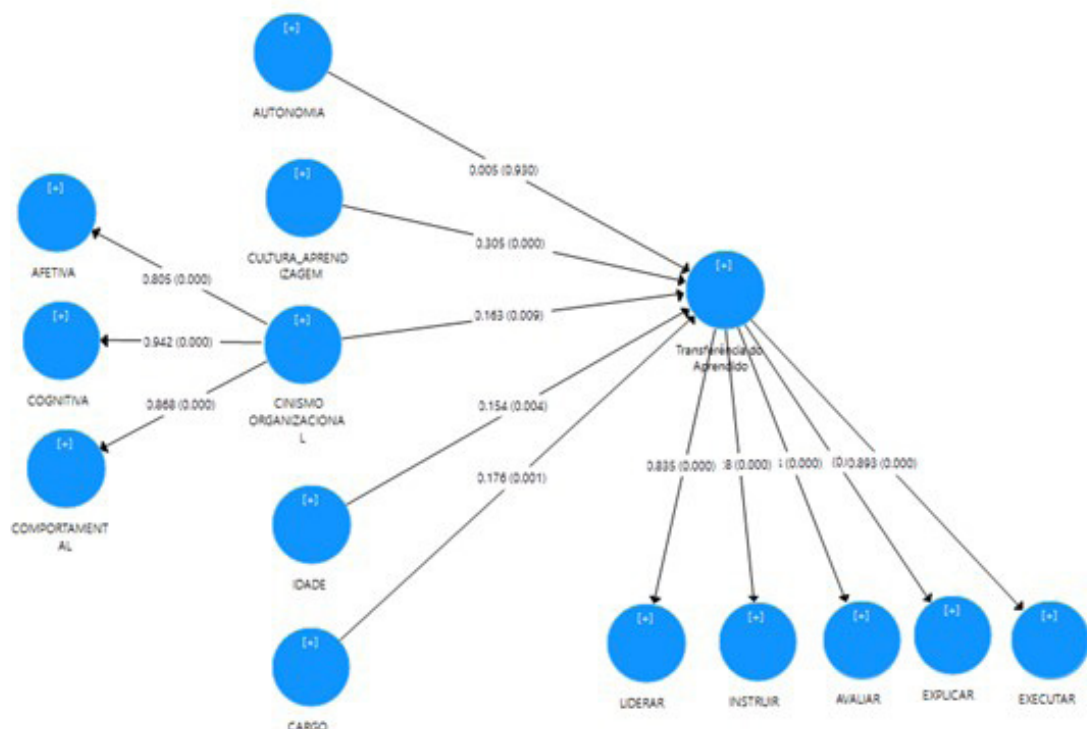 [+]
AUTONOMIA
0.005 (0.930)
[+]
CULTURA_APREND
IZAGEM
0.305 (0.000)
[+]
AFETIVA
0.805 (0.000)
[+]
COGNITIVA
0.942 (0.000)
[+]
COMPORTAMENT
AL
0.868 (0.000)
[+]
CINISMO
ORGANIZACIONA
L
0.163 (0.009)
[+]
Transferência do
Aprendido
[+]
IDADE
0.154 (0.004)
[+]
CARGO
0.176 (0.001)
0.835 (0.000)
(0.000)
(0.000)
0.893 (0.000)
[+]
LIDERAR
[+]
INSTRUIR
[+]
AVALIAR
[+]
EXPLICAR
[+]
EXECUTAR